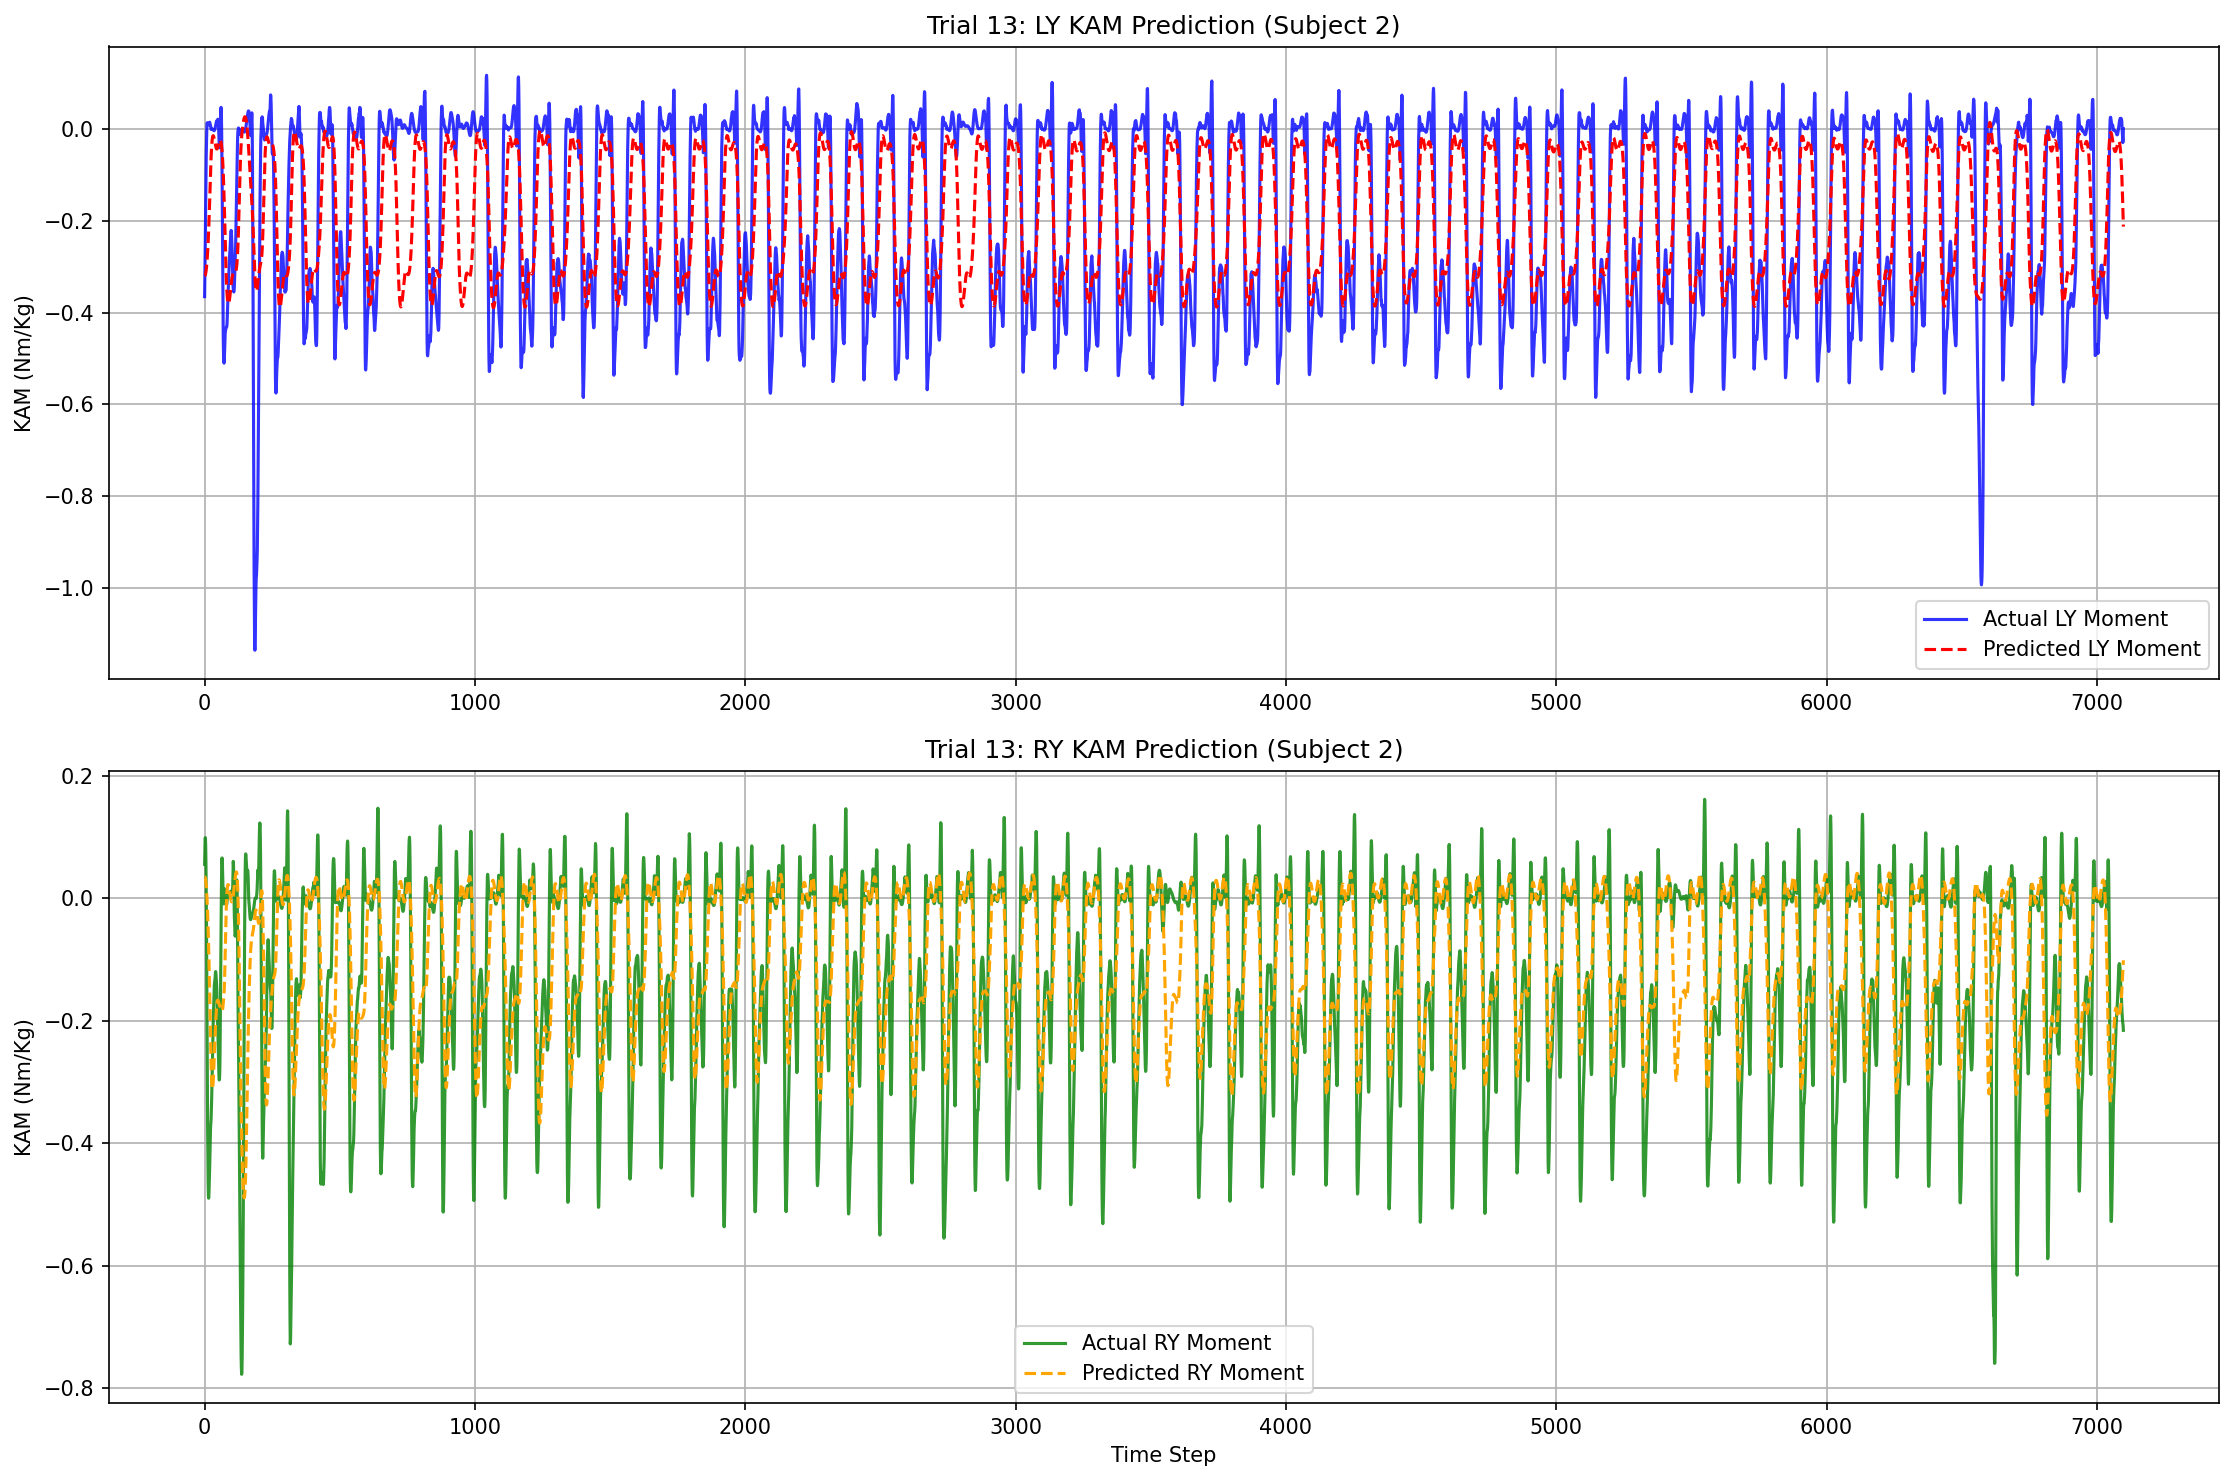 Trial 13: LY KAM Prediction (Subject 2)
KAM (Nm/Kg)
0.0
−0.2
−0.4
−0.6
−0.8
−1.0
Actual LY Moment
Predicted LY Moment
0 1000 2000 3000 4000 5000 6000 7000
Trial 13: RY KAM Prediction (Subject 2)
KAM (Nm/Kg)
0.2
0.0
−0.2
−0.4
−0.6
−0.8
Actual RY Moment
Predicted RY Moment
0 1000 2000 3000 4000 5000 6000 7000
Time Step